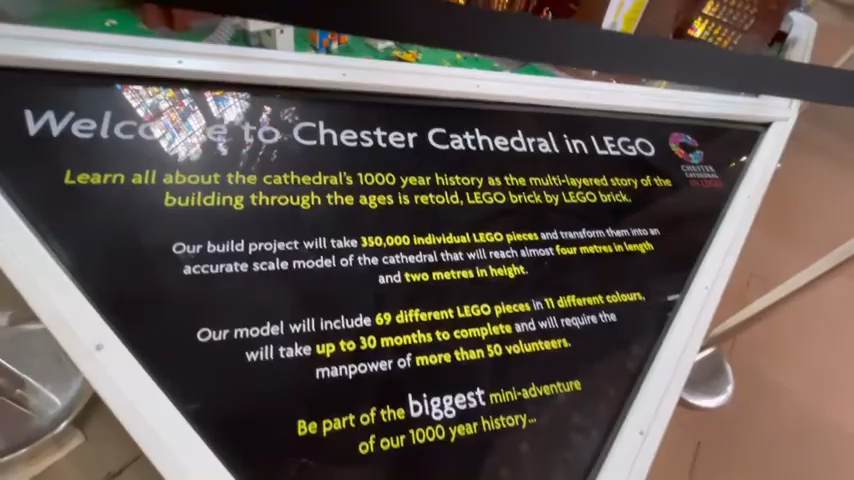 Welcome to Chester Cathedral in LEGO
Learn all about the cathedral's 1000 year history as the multi-layered story of the
building through the ages is retold, LEGO brick by LEGO brick.
CHESTER
CATHEDRAL
IN LEGO
Our build project will take 350,000 individual LEGO pieces and transform them into an
accurate scale model of the cathedral that will reach almost four metres in length
and two metres in height.
Our model will include 69 different LEGO pieces in 11 different colours,
will take up to 30 months to complete and will require the
manpower of more than 50 volunteers.
Be part of the biggest mini-adventure
of our 1000 year history...